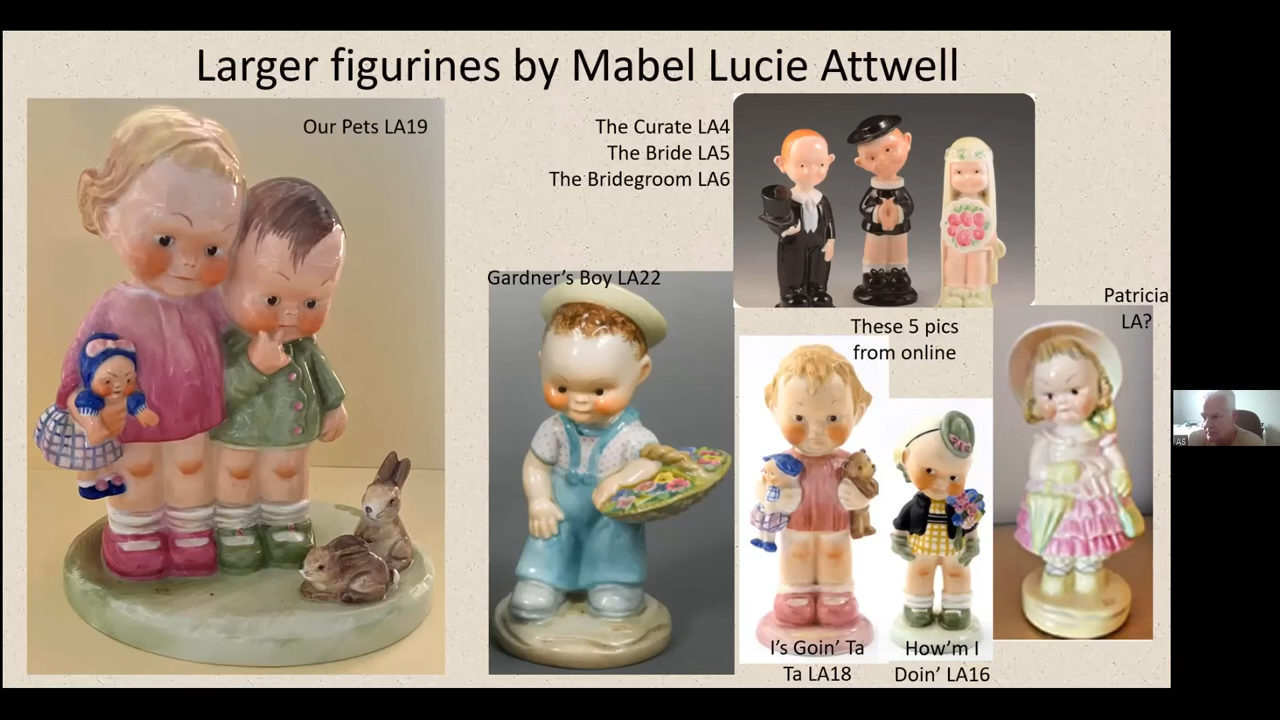 Larger figurines by Mabel Lucie Attwell
Our Pets LA19
The Curate LA4
The Bride LA5
The Bridegroom LA6
Gardner's Boy LA22
These 5 pics
from online
Patricia
LA?
I's Goin' Ta
Ta LA18
How'm I
Doin' LA16
AS